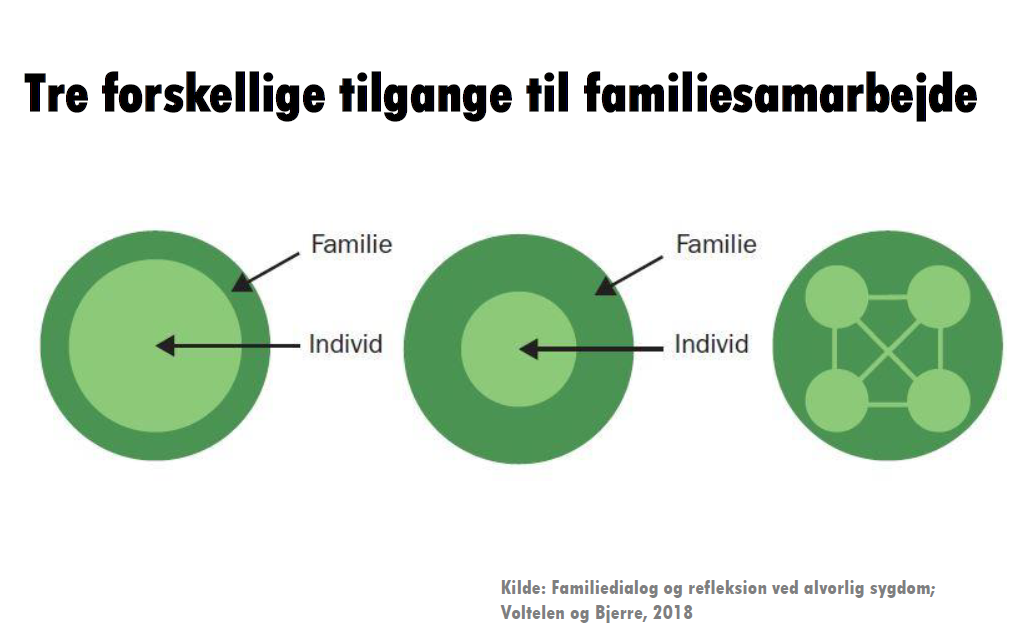 Tre forskellige tilgange til familiesamarbejde
Familie
Individ
Familie
Individ
Kilde: Familiedialog og refleksion ved alvorlig sygdom;
Voltelen og Bjerre, 2018